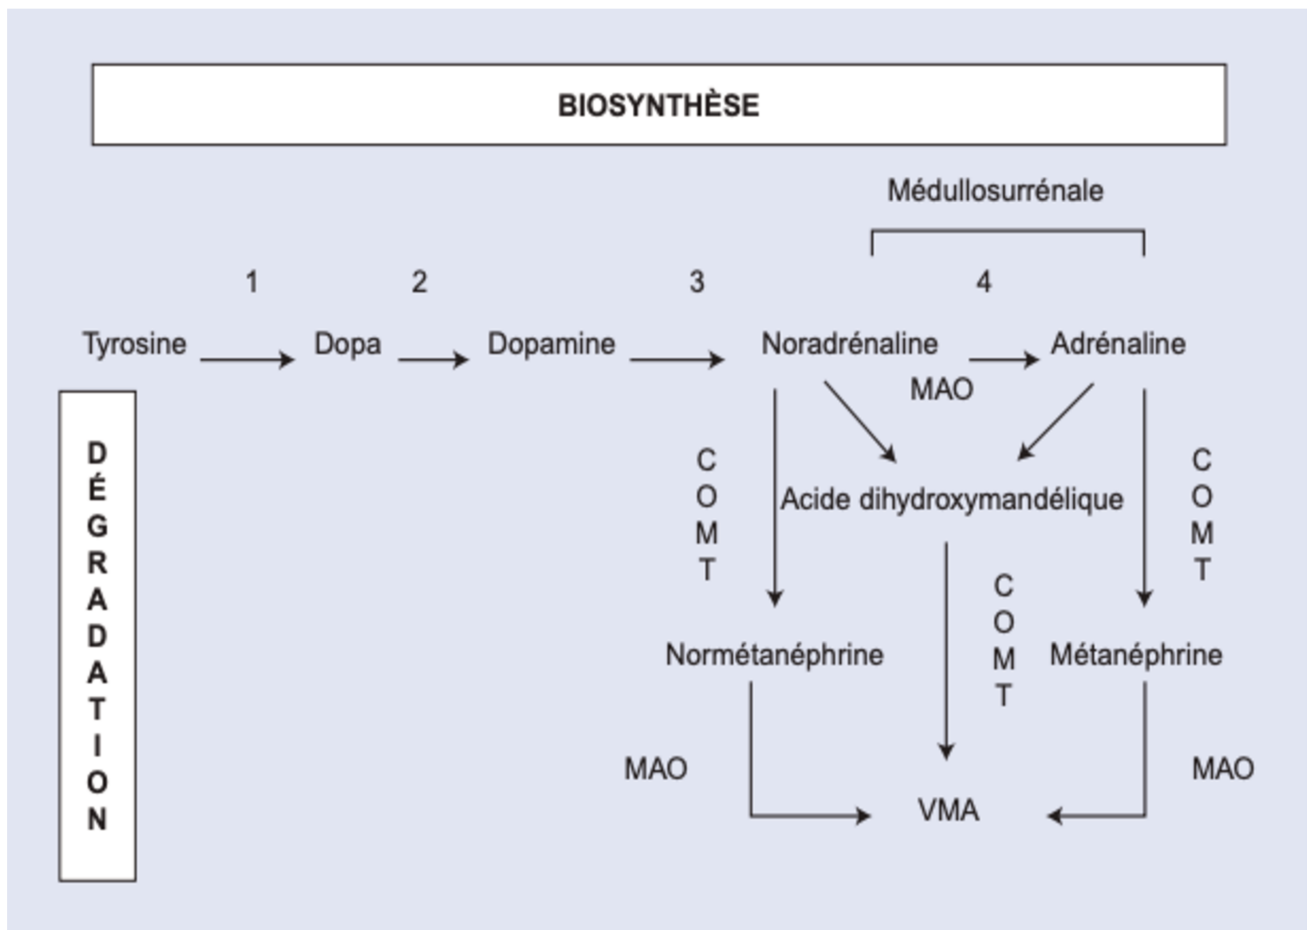 BIOSYNTHÈSE
Médullosurrénale
1 2 3 4
Tyrosine Dopa Dopamine Noradrénaline Adrénaline
MAO
DÉGRADATION
COMT
Acide dihydroxymandélique
COMT
COMT
Normétanéphrine Métanéphrine
MAO VMA MAO